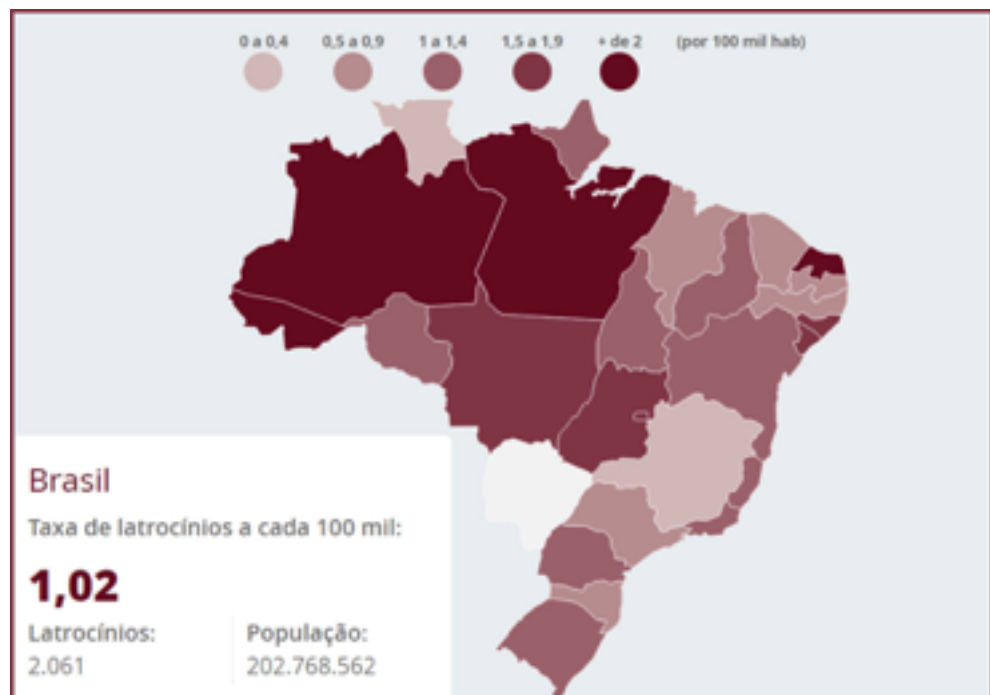 0 a 0,4 0,5 a 0,9 1 a 1,4 1,5 a 1,9 + de 2 (por 100 mil hab)
Brasil
Taxa de latrocínios a cada 100 mil:
1,02
Latrocínios: População:
2.061 202.768.562